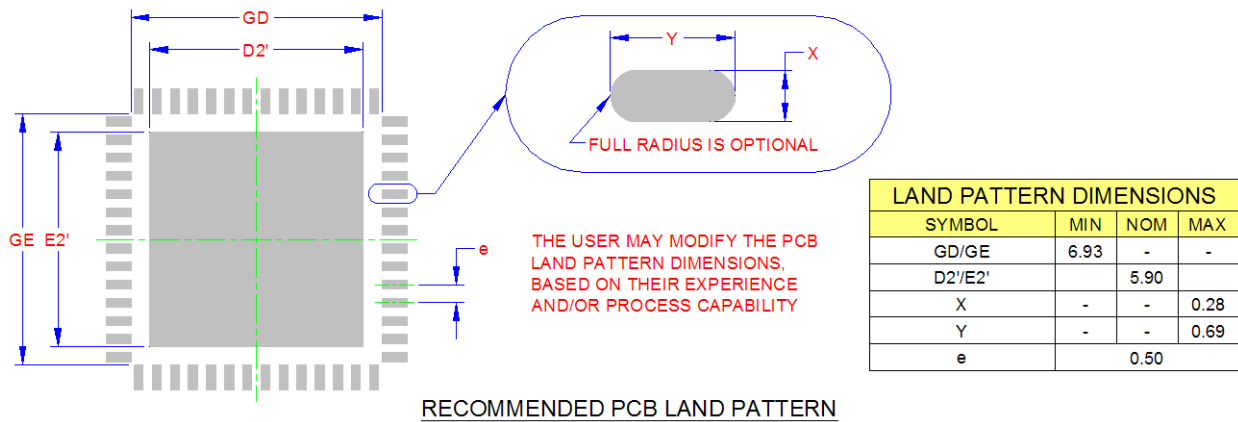 GD
D2'
Y
X
FULL RADIUS IS OPTIONAL
GE E2'
e
THE USER MAY MODIFY THE PCB
LAND PATTERN DIMENSIONS,
BASED ON THEIR EXPERIENCE
AND/OR PROCESS CAPABILITY
LAND PATTERN DIMENSIONS
SYMBOL MIN NOM MAX
GD/GE 6.93 - -
D2'/E2' 5.90
X - - 0.28
Y - - 0.69
e 0.50
RECOMMENDED PCB LAND PATTERN